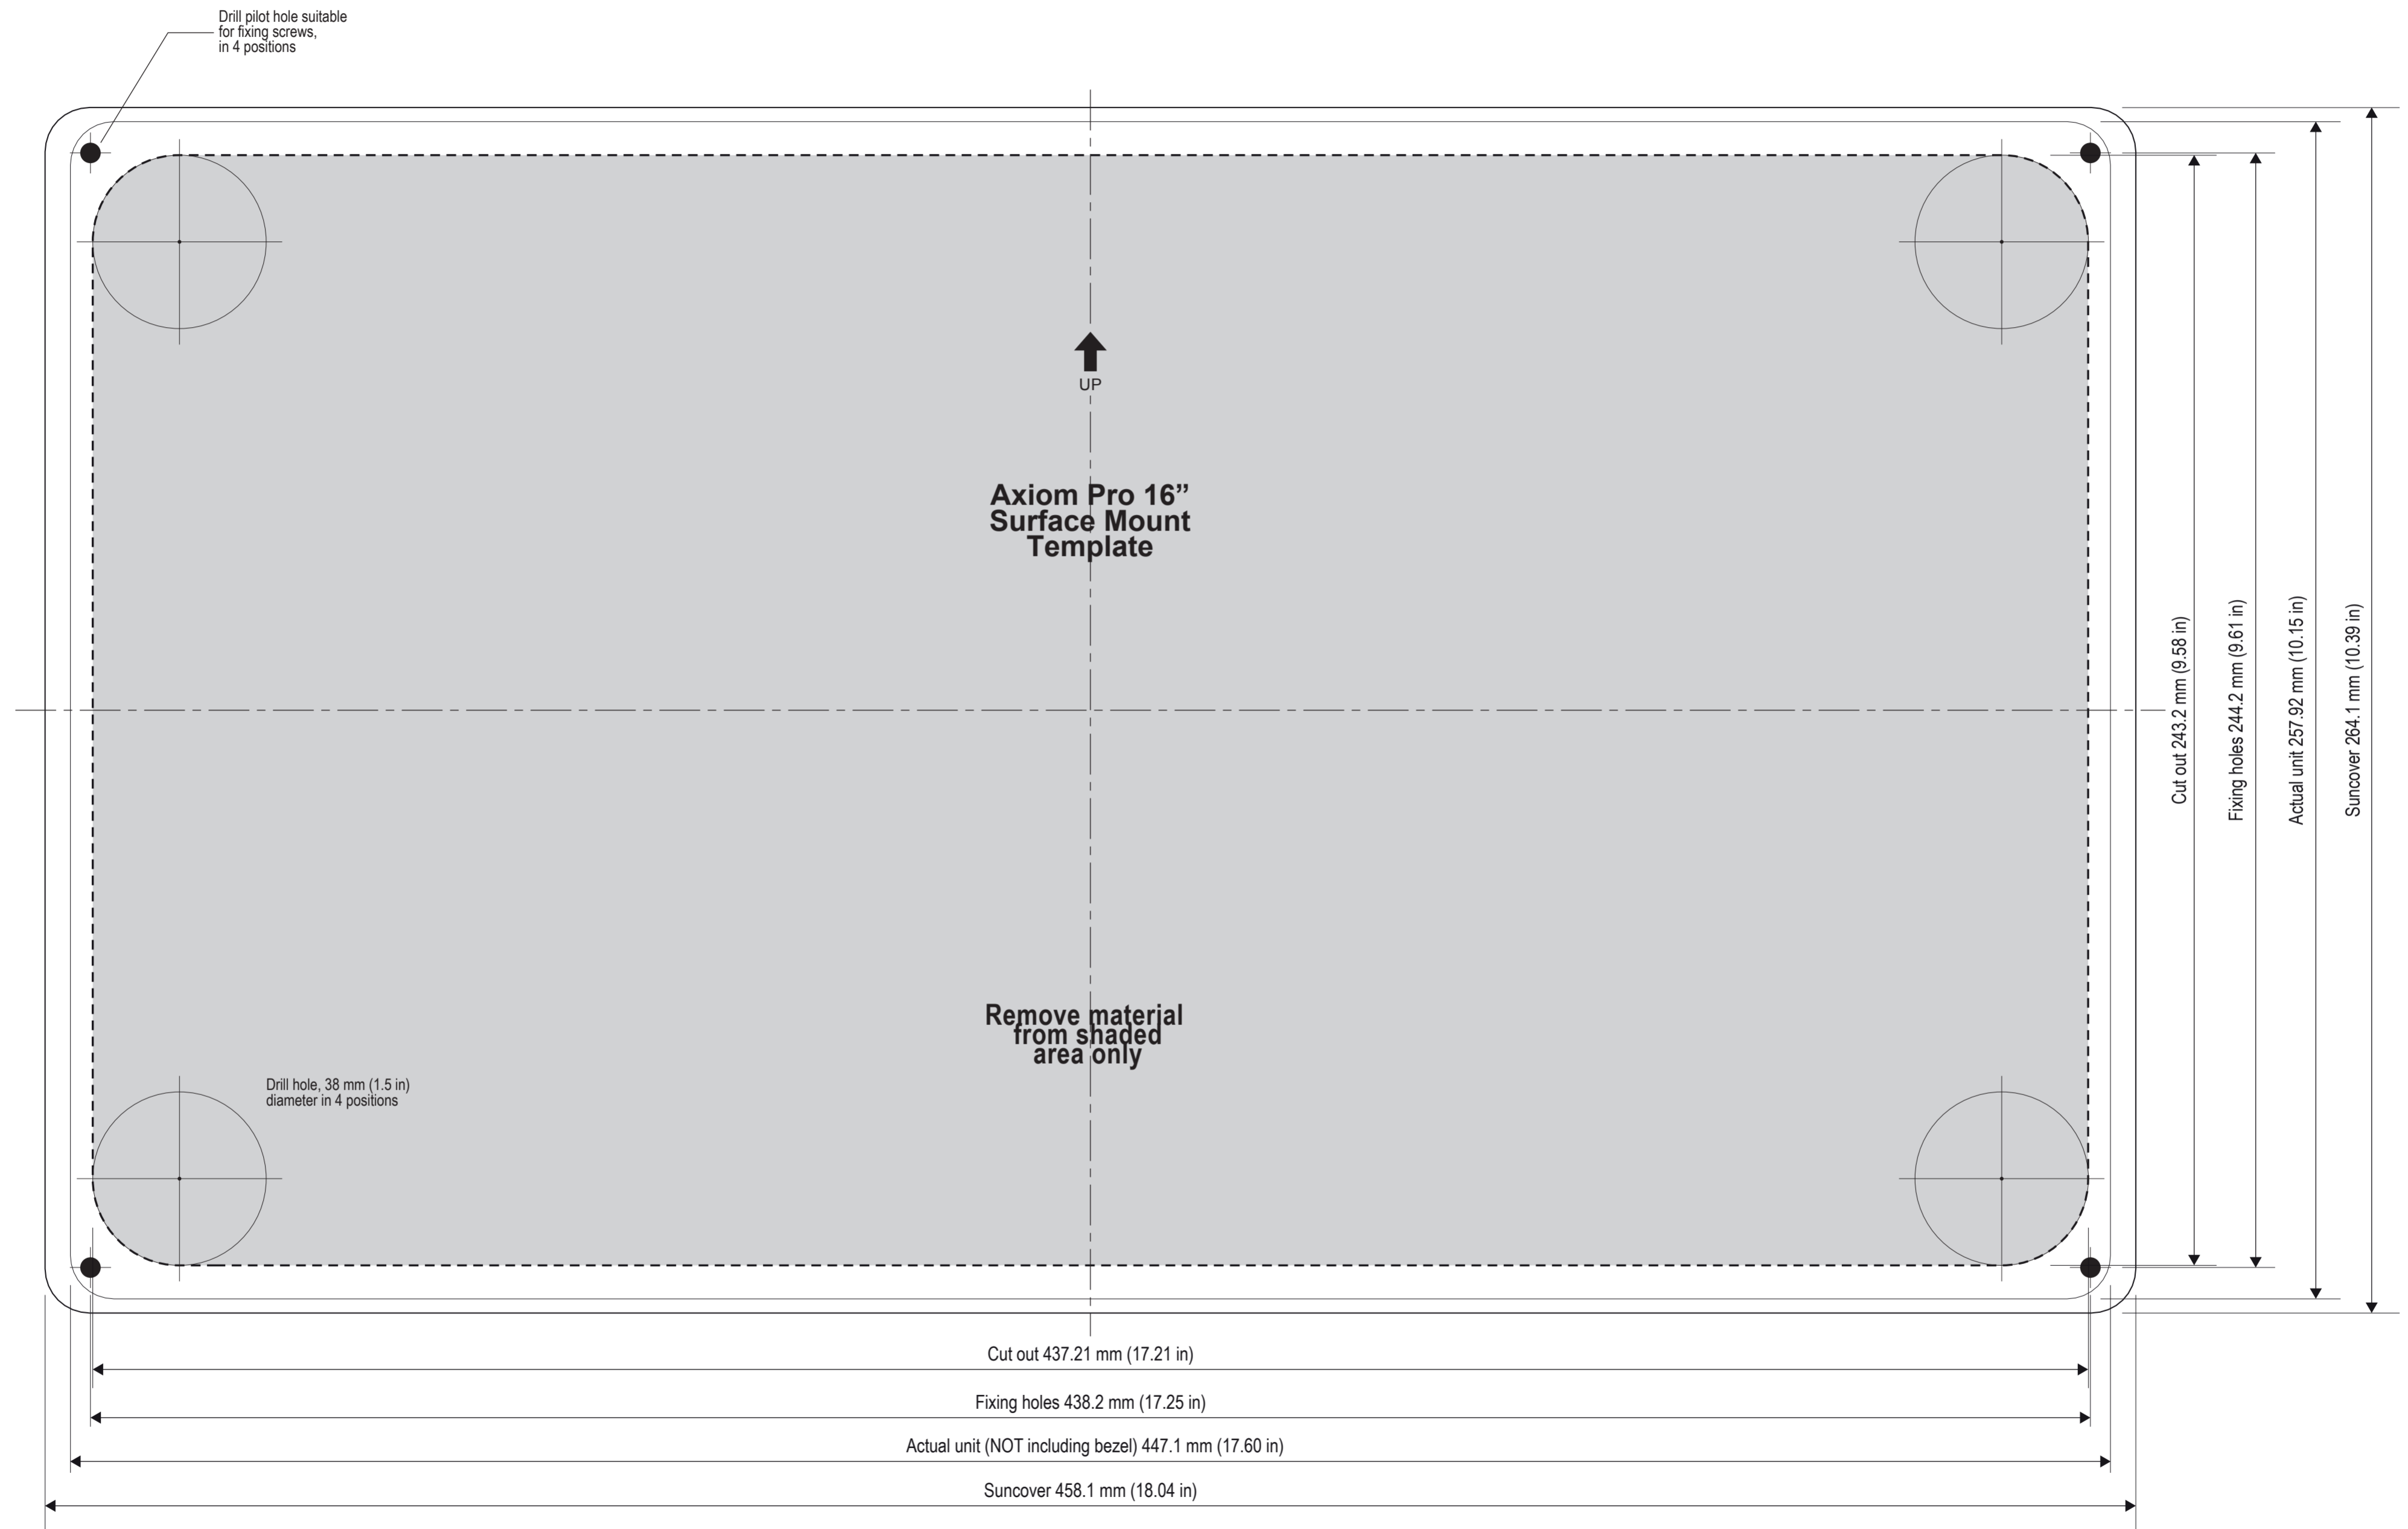 Drill pilot hole suitable
for fixing screws,
in 4 positions
UP
Axiom Pro 16”
Surface Mount
Template
Cut out 243.2 mm (9.58 in)
Fixing holes 244.2 mm (9.61 in)
Actual unit 257.92 mm (10.15 in)
Suncover 264.1 mm (10.39 in)
Remove material
from shaded
area only
Drill hole, 38 mm (1.5 in)
diameter in 4 positions
Cut out 437.21 mm (17.21 in)
Fixing holes 438.2 mm (17.25 in)
Actual unit (NOT including bezel) 447.1 mm (17.60 in)
Suncover 458.1 mm (18.04 in)